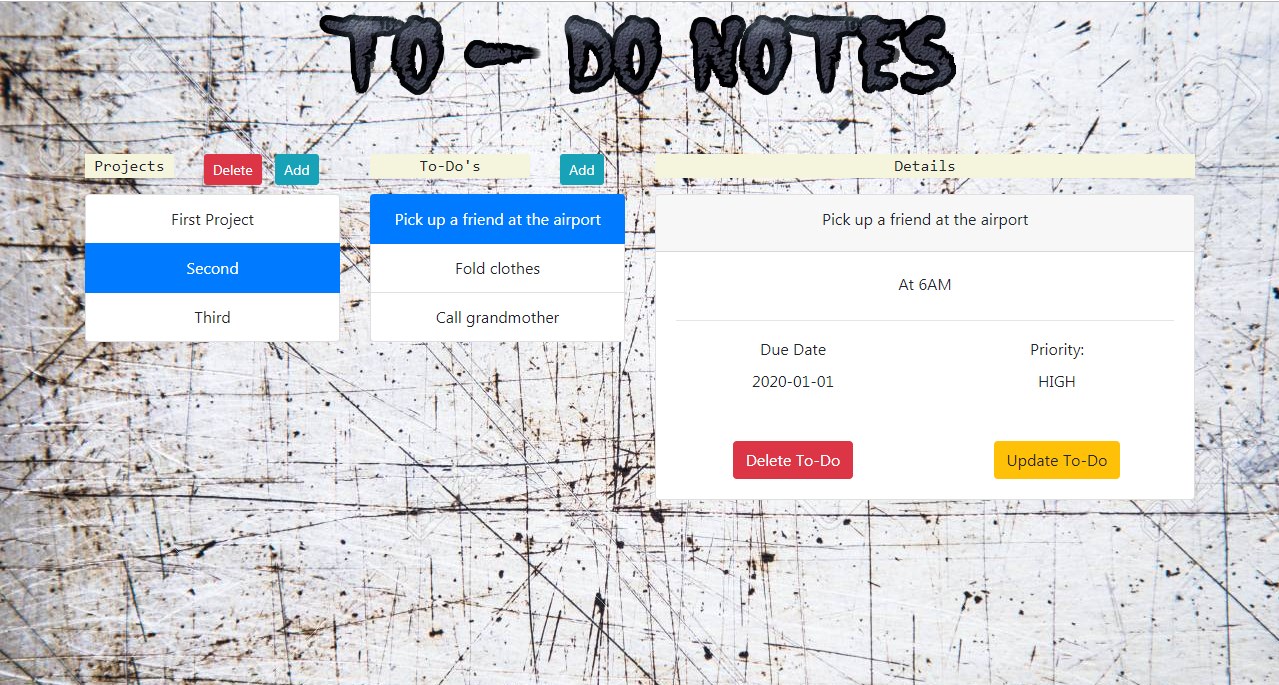 TO - DO NOTES
Projects
Delete
Add
To-Do's
Add
Details
First Project
Second
Third
Pick up a friend at the airport
Fold clothes
Call grandmother
Pick up a friend at the airport
At 6AM
Due Date
Priority:
2020-01-01
HIGH
Delete To-Do
Update To-Do